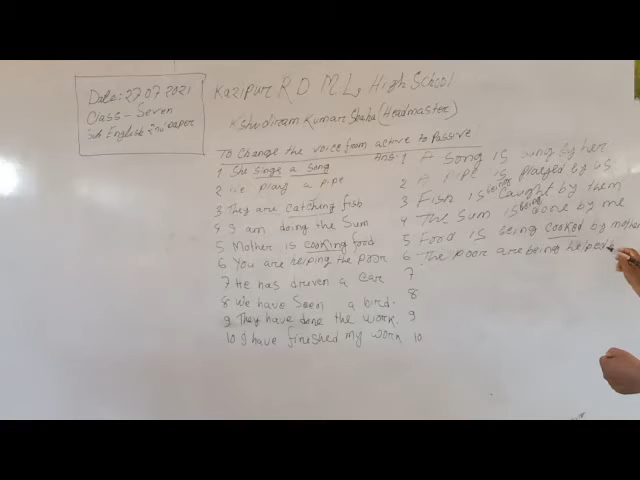 Date: 27.07.2021
Class - Seven
Sub English 2nd paper
Kazipur R D M L High School
Kshudiram Kumar Shaha (Headmaster)
To Change the voice from active to Passive
1 She sings a song
2 We play a pipe
3 They are catching fish
4 I am doing the Sum
5 Mother is cooking food
6 You are helping the poor
7 He has driven a car
8 We have Seen a bird.
9 They have done the work.
10 I have finished my work
Ans: 1 A Song is sung by her
2 A pipe is played by us
3 Fish is being caught by them
4 The Sum is being done by me
5 Food is being cooked by mother
6 The poor are being helped
7
8
9
10